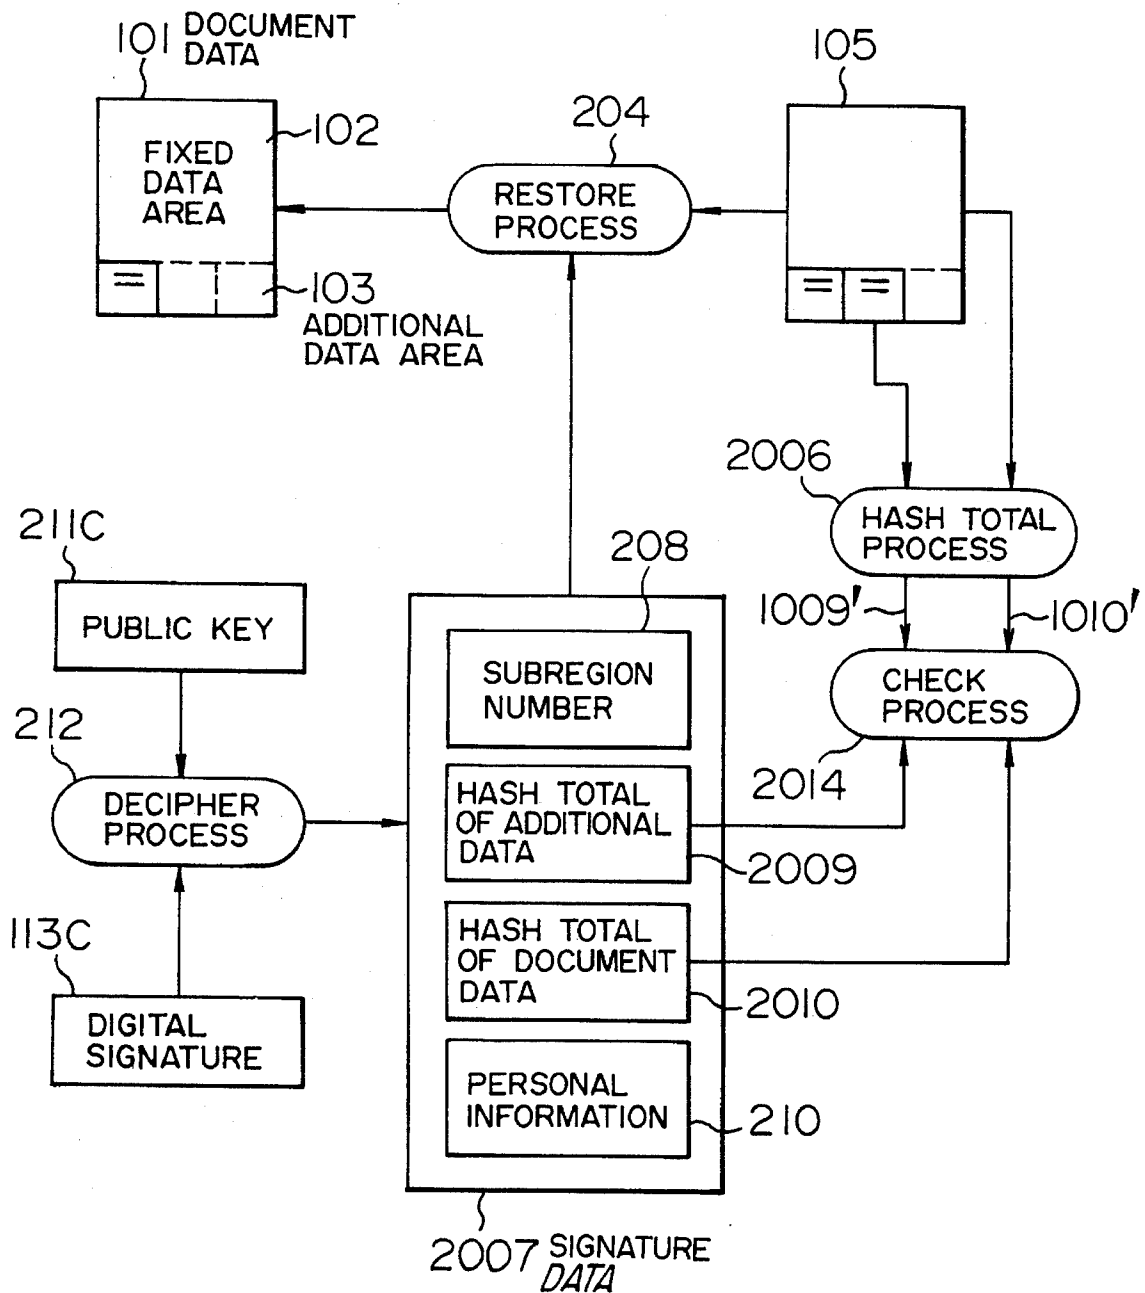 101 DOCUMENT
DATA
105
102
FIXED
DATA
AREA
204
RESTORE
PROCESS
103
ADDITIONAL
DATA AREA
2006
HASH TOTAL
PROCESS
211C
PUBLIC KEY
208
1009'
1010'
SUBREGION
NUMBER
CHECK
PROCESS
212
2014
DECIPHER
PROCESS
HASH TOTAL
OF ADDITIONAL
DATA
2009
113C
HASH TOTAL
OF DOCUMENT
DATA
2010
DIGITAL
SIGNATURE
PERSONAL
INFORMATION
210
2007 SIGNATURE
DATA